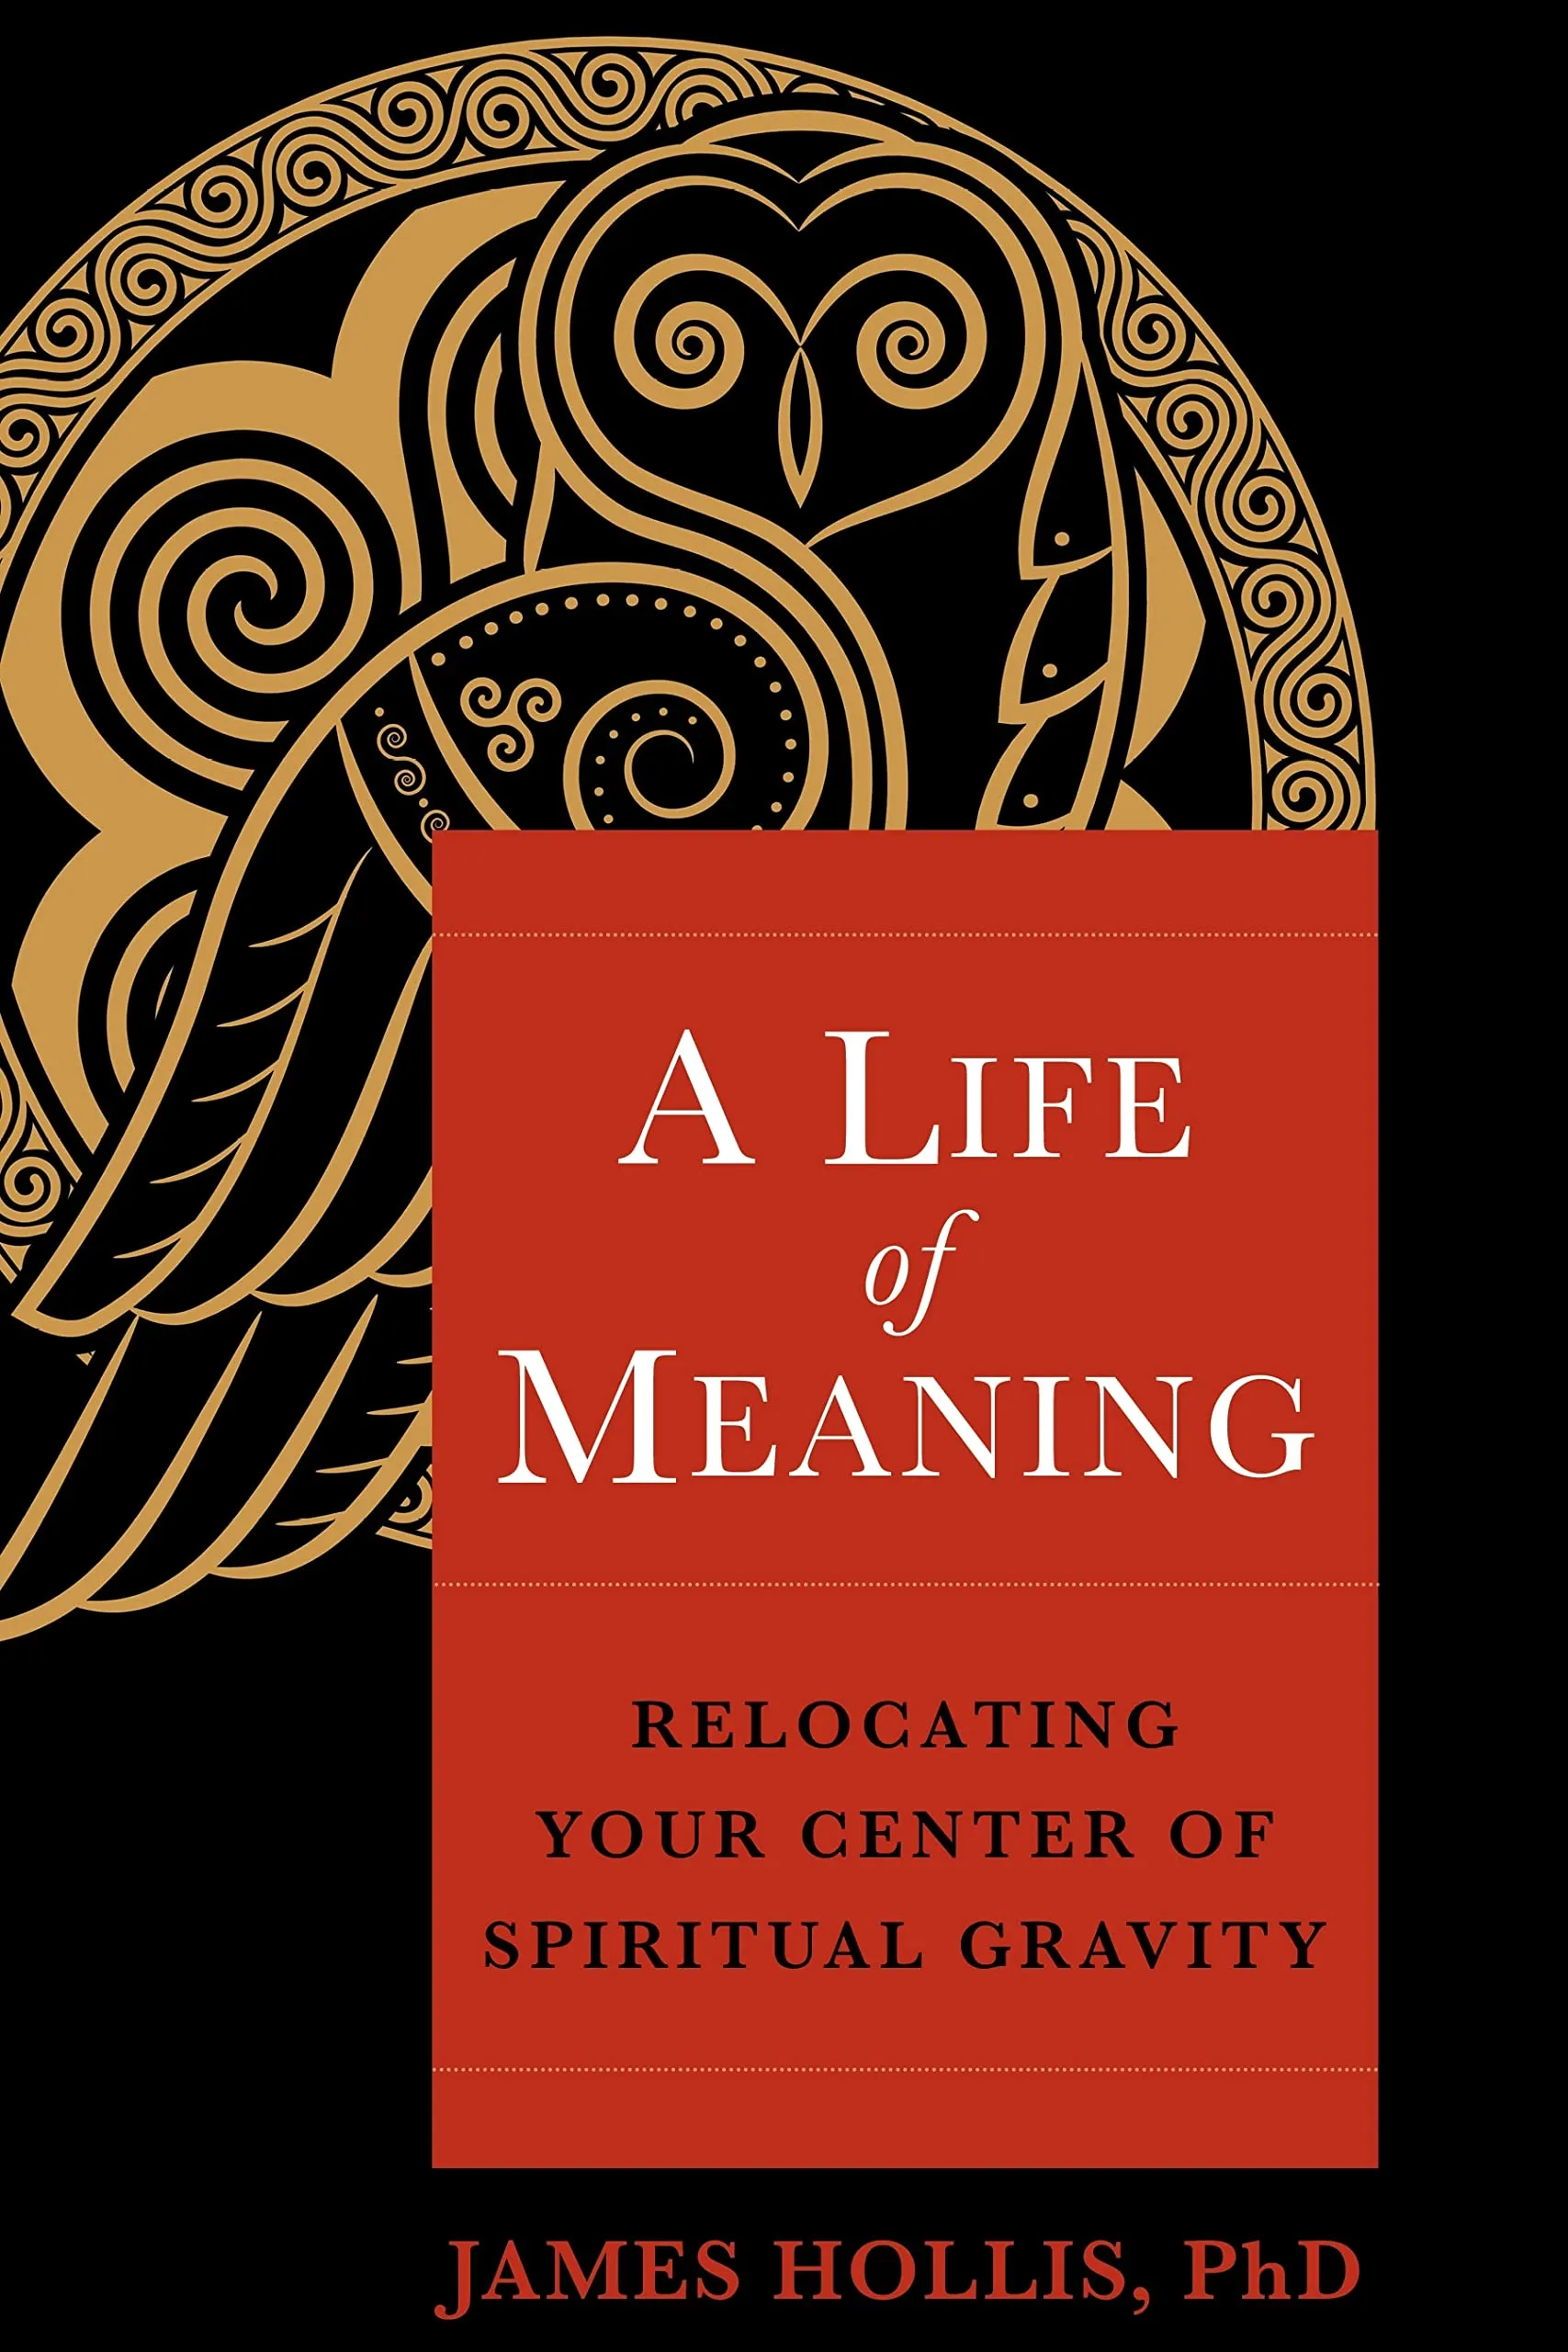 A LIFE
of
MEANING
RELOCATING
YOUR CENTER OF
SPIRITUAL GRAVITY
JAMES HOLLIS, PhD